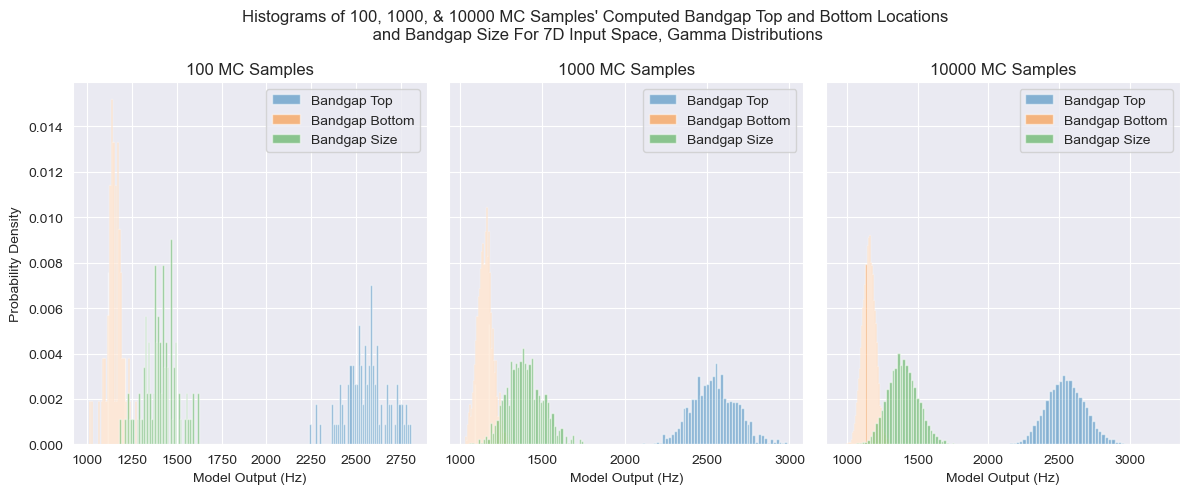 Histograms of 100, 1000, & 10000 MC Samples' Computed Bandgap Top and Bottom Locations
and Bandgap Size For 7D Input Space, Gamma Distributions
100 MC Samples
1000 MC Samples
10000 MC Samples
Bandgap Top
Bandgap Bottom
Bandgap Size
Bandgap Top
Bandgap Bottom
Bandgap Size
Bandgap Top
Bandgap Bottom
Bandgap Size
Probability Density
0.014
0.012
0.010
0.008
0.006
0.004
0.002
0.000
1000 1250 1500 1750 2000 2250 2500 2750
1000 1500 2000 2500 3000
1000 1500 2000 2500 3000
Model Output (Hz)
Model Output (Hz)
Model Output (Hz)